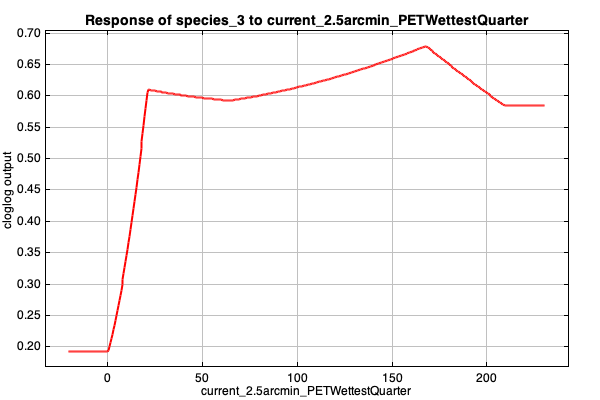 Response of species_3 to current_2.5arcmin_PETWettestQuarter
0.70
0.65
0.60
0.55
0.50
0.45
0.40
0.35
0.30
0.25
0.20
cloglog output
0 50 100 150 200
current_2.5arcmin_PETWettestQuarter